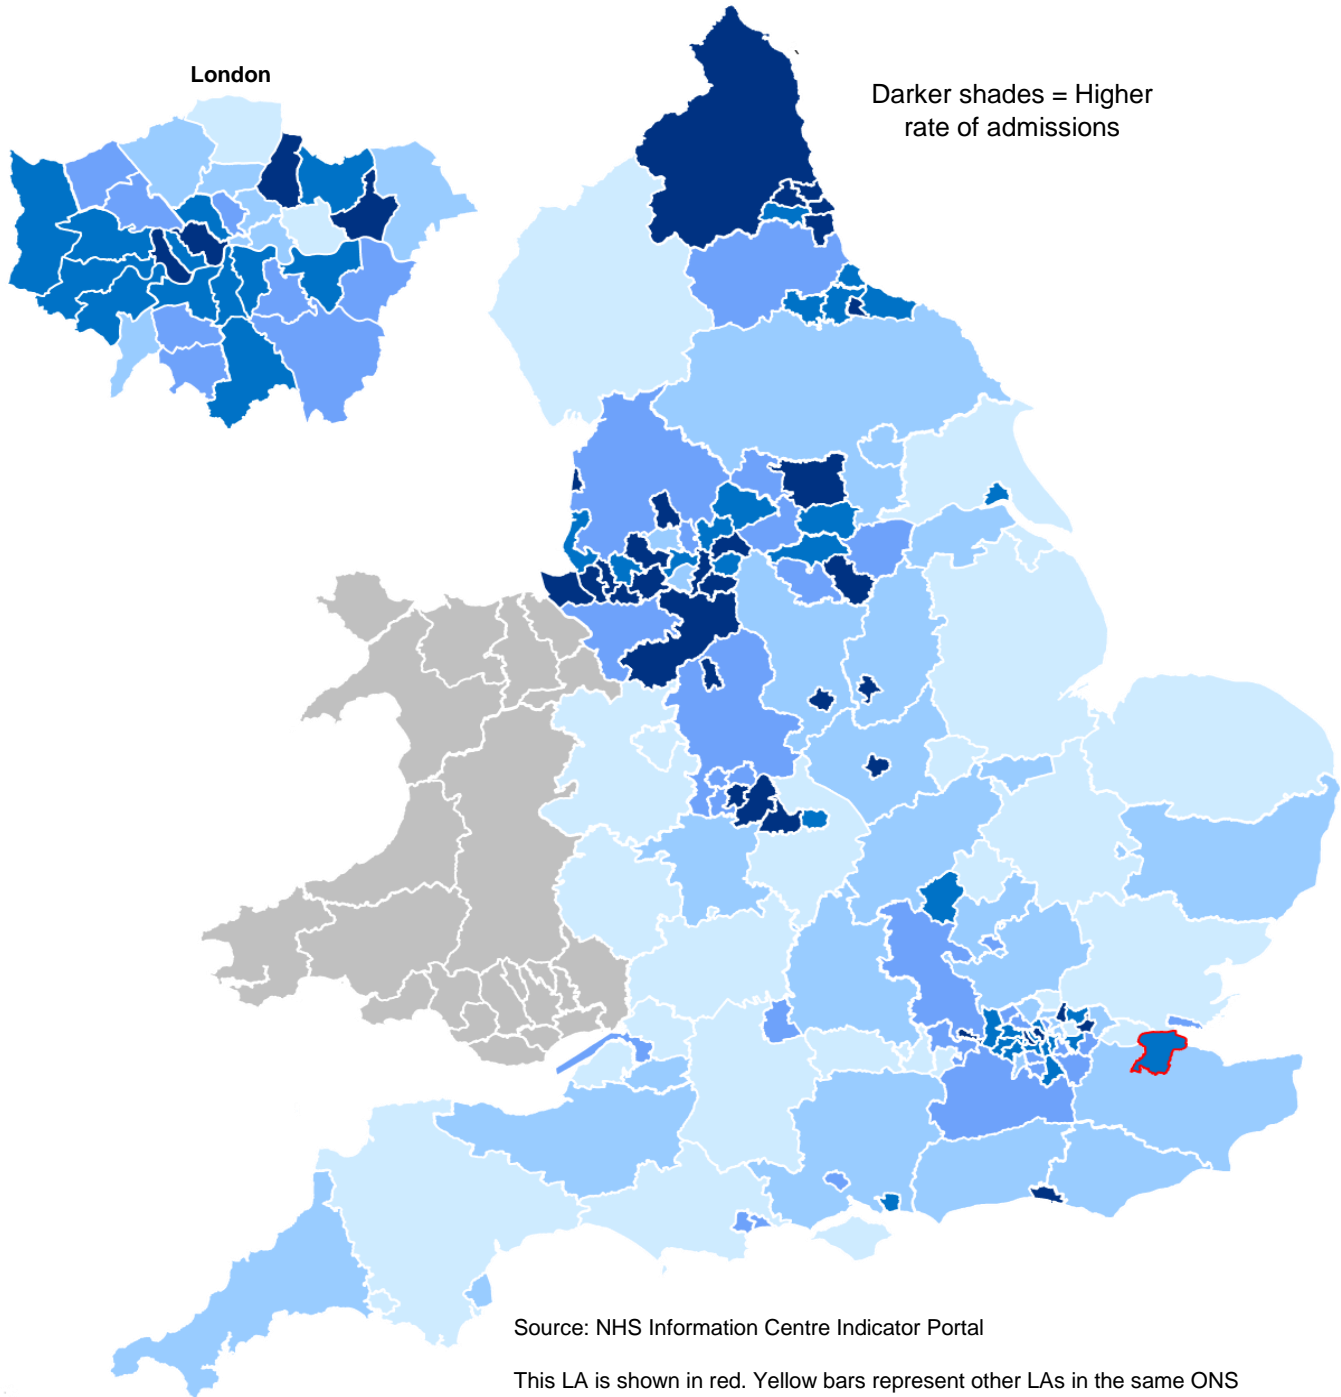 London
Darker shades = Higher
rate of admissions
Source: NHS Information Centre Indicator Portal
This LA is shown in red. Yellow bars represent other LAs in the same ONS